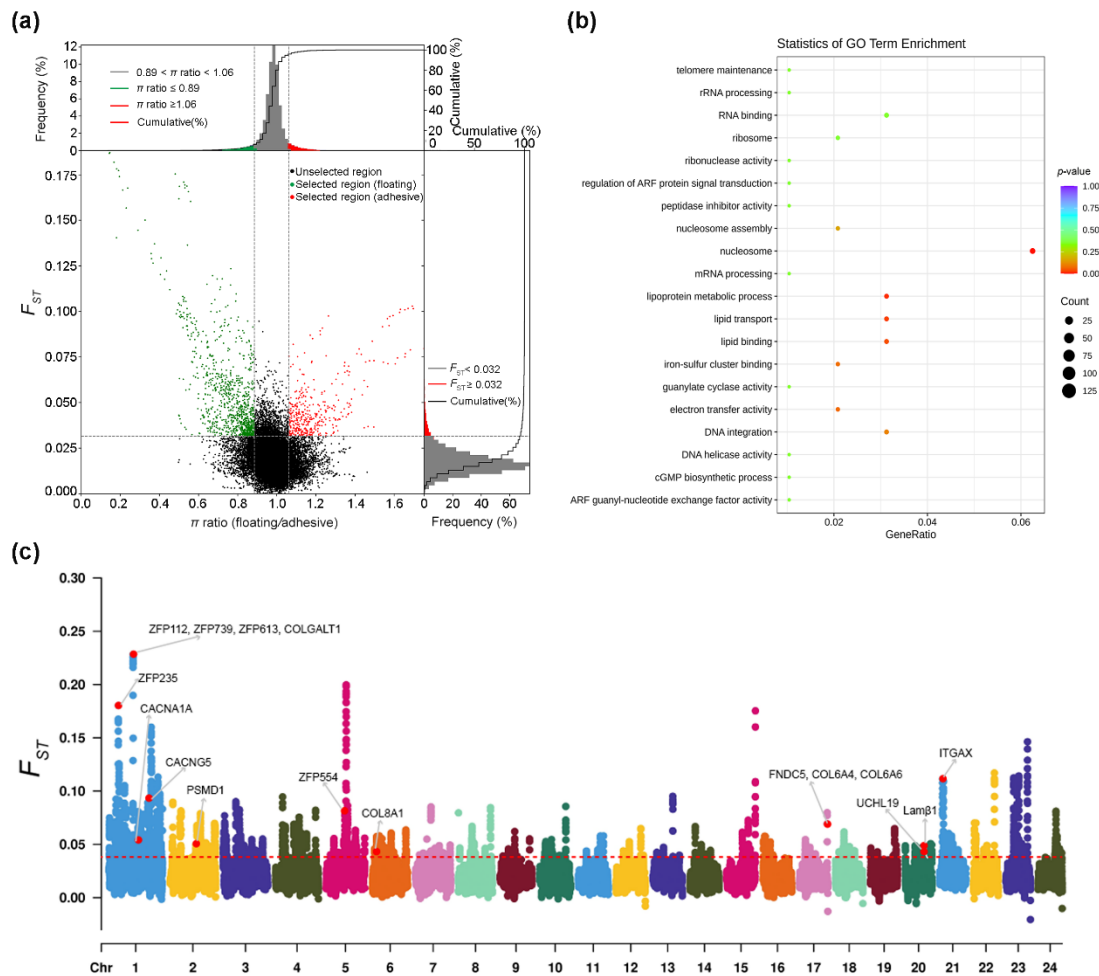 (a)
Frequency (%)
12
10
8
6
4
2
0
0.89 < π ratio < 1.06
π ratio ≤ 0.89
π ratio ≥1.06
Cumulative(%)
100
80
60
40
20
0
Cumulative (%)
Cumulative (%)
0 100
F_ST
0.175
0.150
0.125
0.100
0.075
0.050
0.025
0.000
Unselected region
Selected region (floating)
Selected region (adhesive)
F_ST< 0.032
F_ST≥ 0.032
Cumulative(%)
0.0 0.2 0.4 0.6 0.8 1.0 1.2 1.4 1.6
π ratio (floating/adhesive)
0 20 40 60
Frequency (%)
(b)
Statistics of GO Term Enrichment
telomere maintenance
rRNA processing
RNA binding
ribosome
ribonuclease activity
regulation of ARF protein signal transduction
peptidase inhibitor activity
nucleosome assembly
nucleosome
mRNA processing
lipoprotein metabolic process
lipid transport
lipid binding
iron-sulfur cluster binding
guanylate cyclase activity
electron transfer activity
DNA integration
DNA helicase activity
cGMP biosynthetic process
ARF guanyl-nucleotide exchange factor activity
0.02 0.04 0.06
GeneRatio
p-value
1.00
0.75
0.50
0.25
0.00
Count
25
50
75
100
125
(c)
F_ST
0.30
0.25
0.20
0.15
0.10
0.05
0.00
ZFP112, ZFP739, ZFP613, COLGALT1
ZFP235
CACNA1A
CACNG5
PSMD1
ZFP554
COL8A1
FNDC5, COL6A4, COL6A6
UCHL19
Lamβ1
ITGAX
Chr 1 2 3 4 5 6 7 8 9 10 11 12 13 14 15 16 17 18 19 20 21 22 23 24